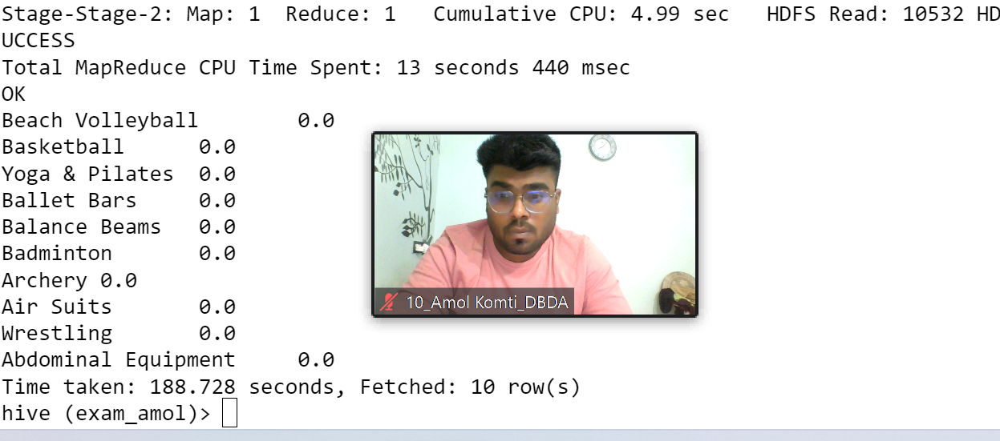 Stage-Stage-2: Map: 1  Reduce: 1   Cumulative CPU: 4.99 sec   HDFS Read: 10532 HD
UCCESS
Total MapReduce CPU Time Spent: 13 seconds 440 msec
OK
Beach Volleyball        0.0
Basketball      0.0
Yoga & Pilates  0.0
Ballet Bars     0.0
Balance Beams   0.0
Badminton       0.0
Archery 0.0
Air Suits       0.0
10_Amol Komti_DBDA
Wrestling       0.0
Abdominal Equipment     0.0
Time taken: 188.728 seconds, Fetched: 10 row(s)
hive (exam_amol)>